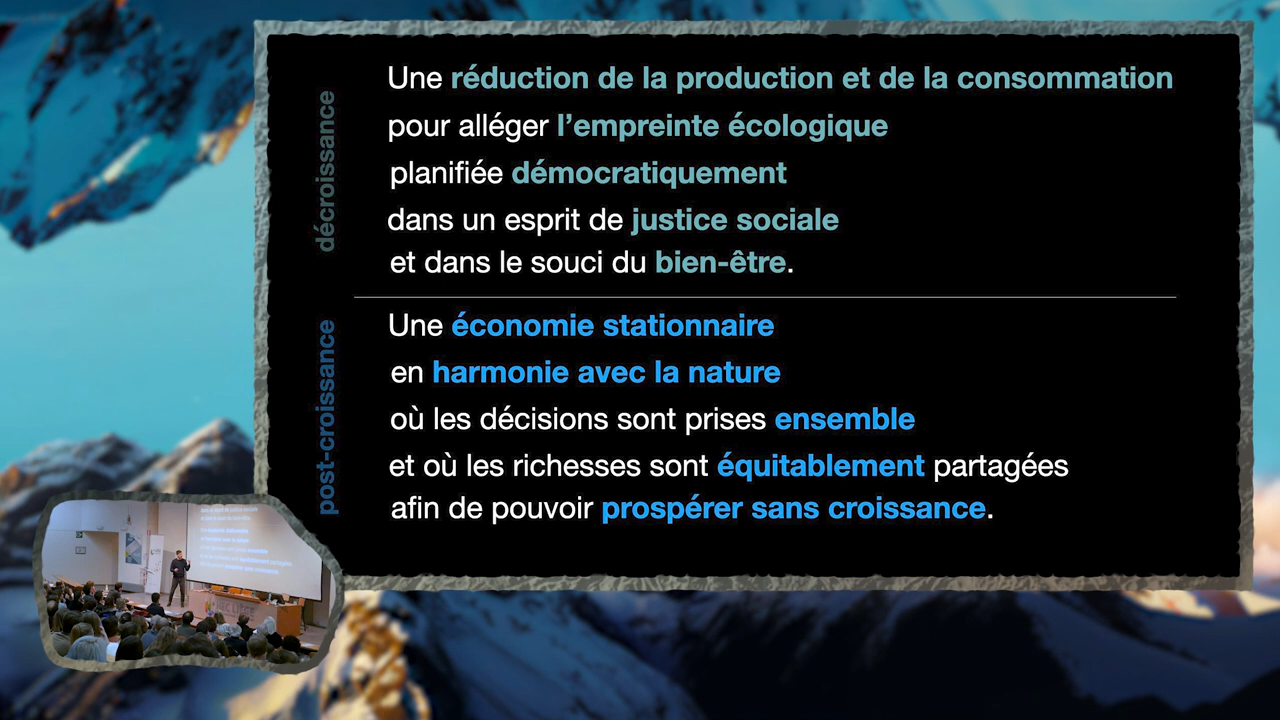 décroissance
Une réduction de la production et de la consommation
pour alléger l’empreinte écologique
planifiée démocratiquement
dans un esprit de justice sociale
et dans le souci du bien-être.
post-croissance
Une économie stationnaire
en harmonie avec la nature
où les décisions sont prises ensemble
et où les richesses sont équitablement partagées
afin de pouvoir prospérer sans croissance.